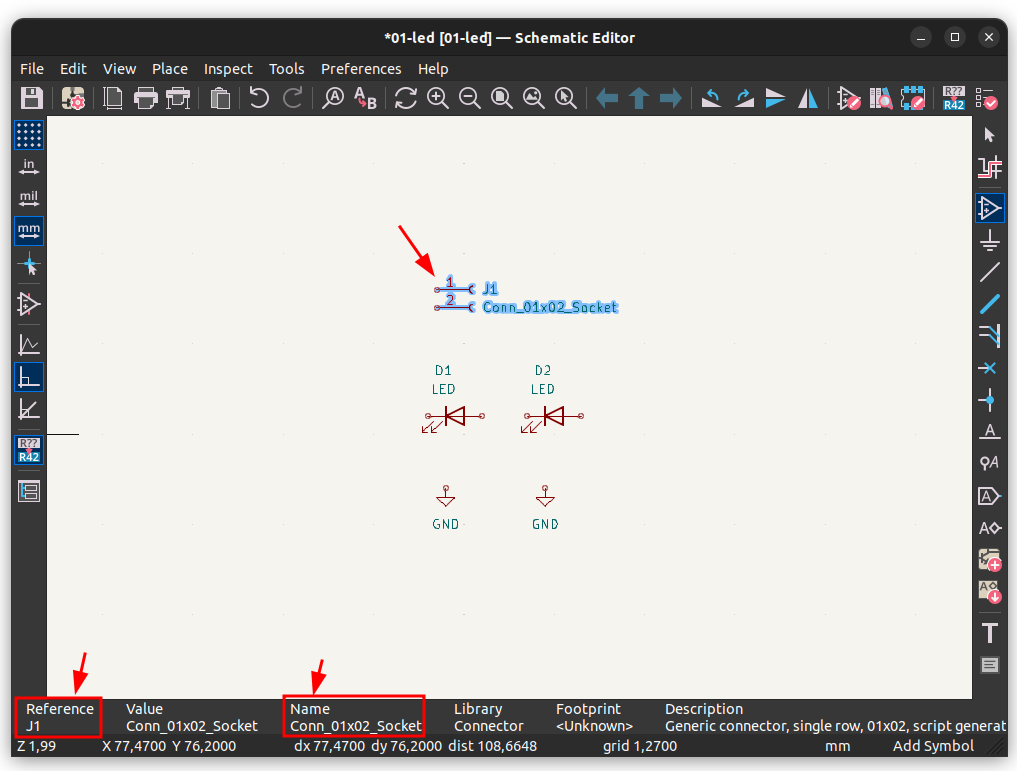 *01-led [01-led] — Schematic Editor
File Edit View Place Inspect Tools Preferences Help
A
A B
R??
R42
in
mil
mm
R??
R42
1 J1
2 Conn_01x02_Socket
D1 D2
LED LED
GND GND
A
A
A
A
A
T
Reference Value Name Library Footprint Description
J1 Conn_01x02_Socket Conn_01x02_Socket Connector <Unknown> Generic connector, single row, 01x02, script generat
Z 1,99 X 77,4700 Y 76,2000 dx 77,4700 dy 76,2000 dist 108,6648 grid 1,2700 mm Add Symbol